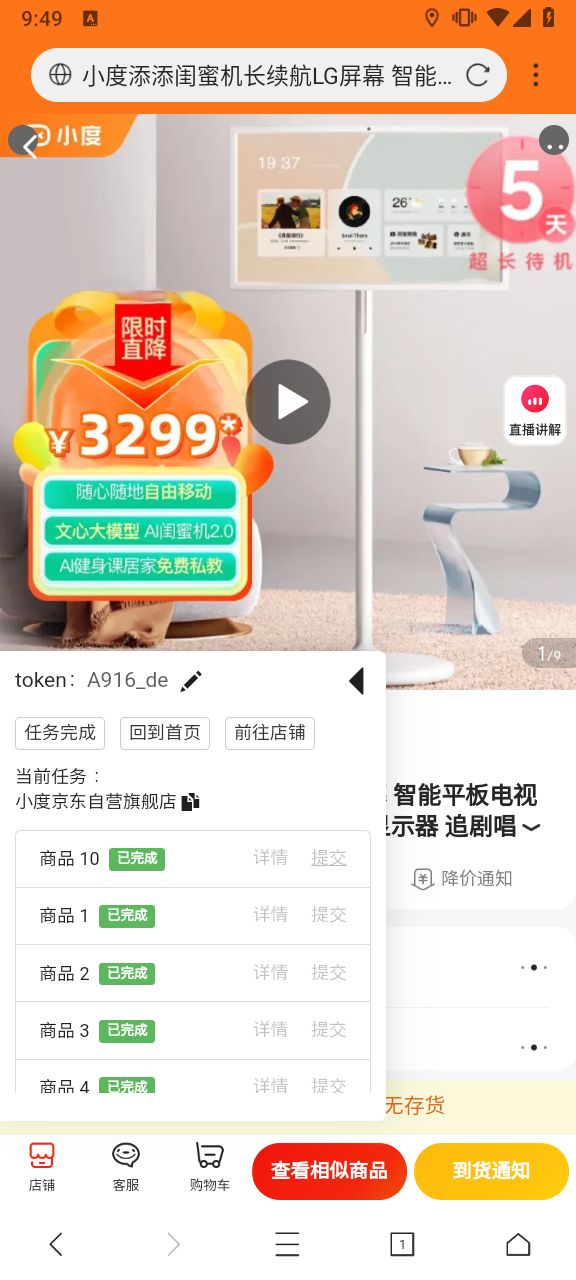 9:49
小度添添闺蜜机长续航LG屏幕 智能...
小度
19:37
26°
5
天
超长待机
限时
直降
¥3299*
随心随地自由移动
文心大模型 AI闺蜜机2.0
AI健身课居家免费私教
直播讲解
1/9
token： A916_de
任务完成
回到首页
前往店铺
当前任务：
小度京东自营旗舰店
智能平板电视
显示器 追剧唱
降价通知
商品 10 已完成 详情 提交
商品 1 已完成 详情 提交
商品 2 已完成 详情 提交
商品 3 已完成 详情 提交
商品 4 已完成 详情 提交
无存货
店铺
客服
购物车
查看相似商品
到货通知
1